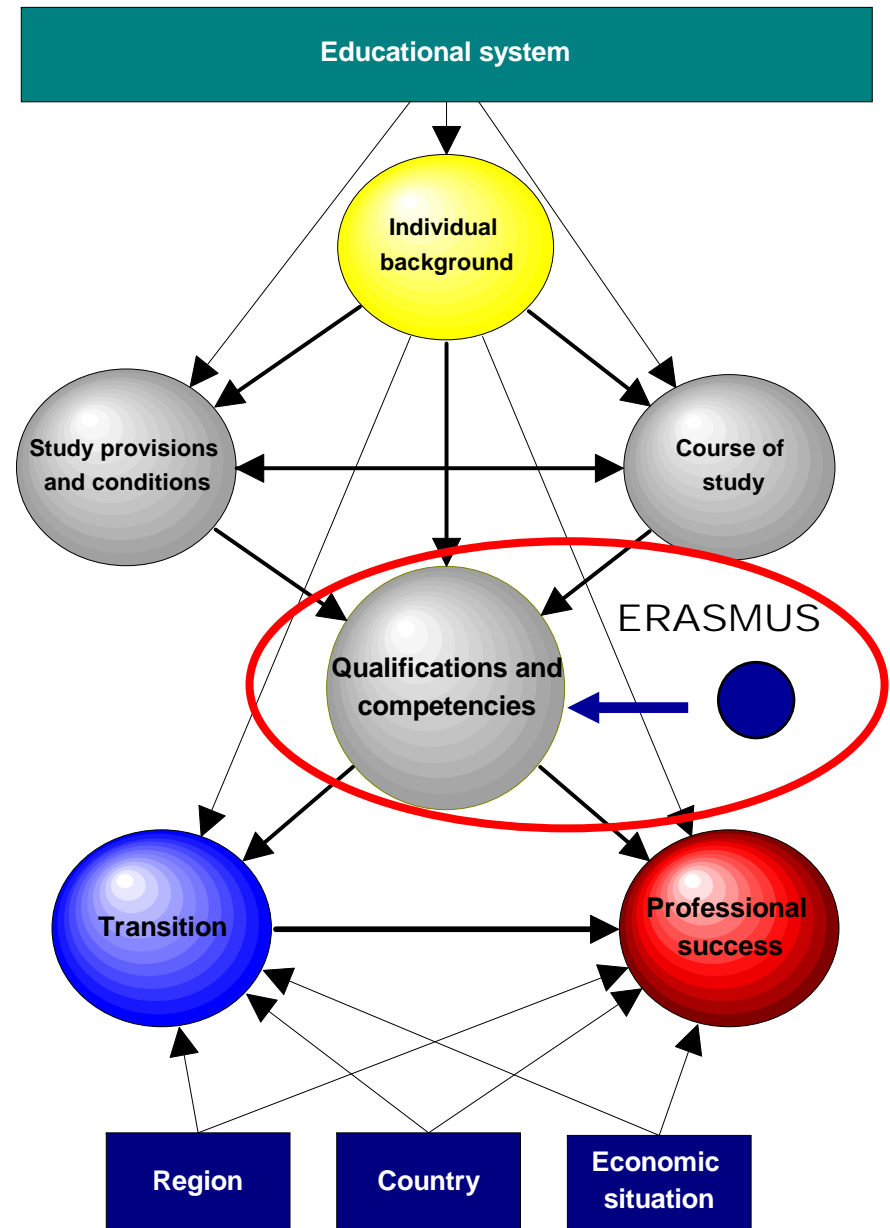 Educational system
Individual
background
Study provisions
and conditions
Course of
study
ERASMUS
Qualifications and
competencies
Transition
Professional
success
Region
Country
Economic
situation